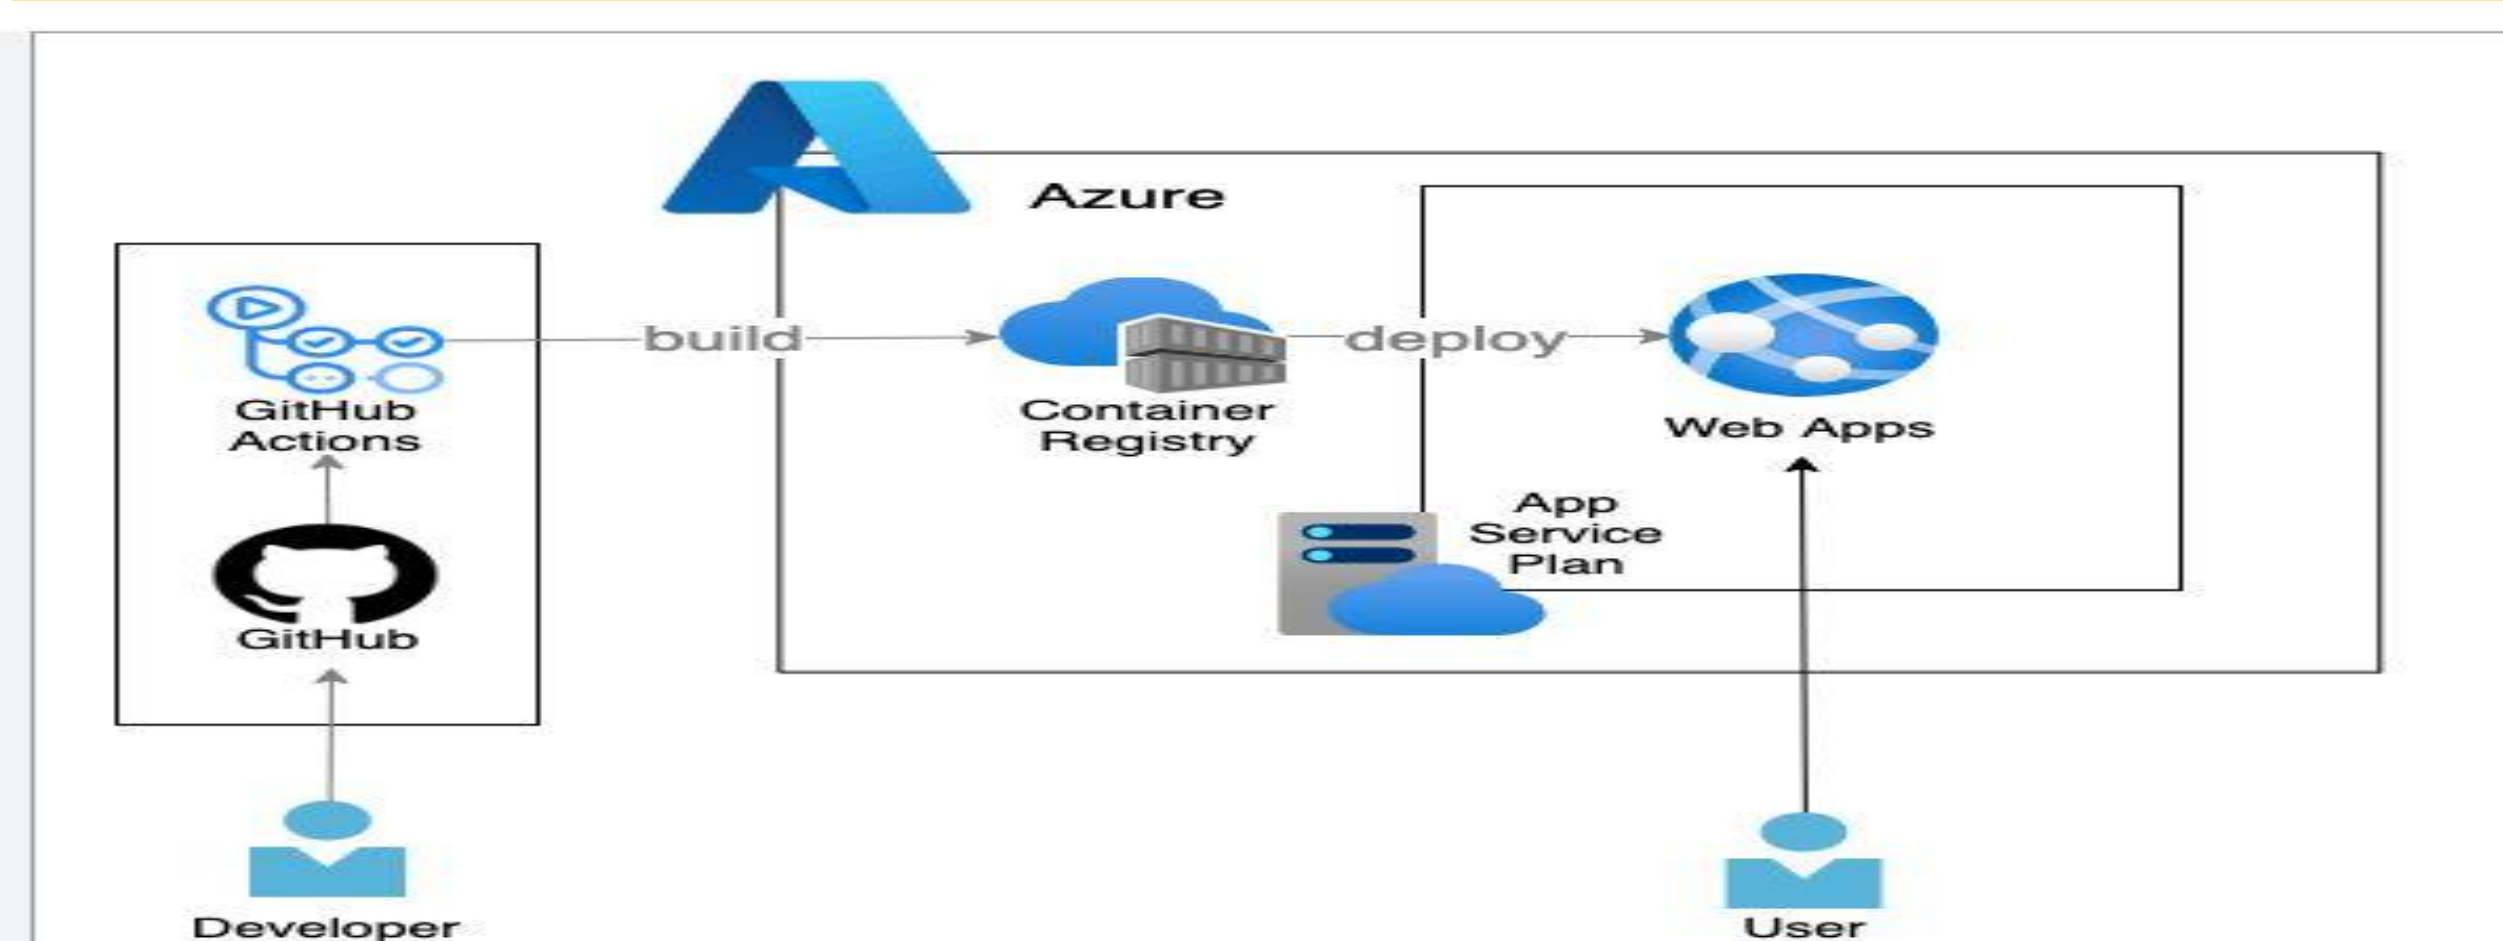 Azure
build
deploy
GitHub
Actions
Container
Registry
Web Apps
App
Service
Plan
GitHub
Developer
User